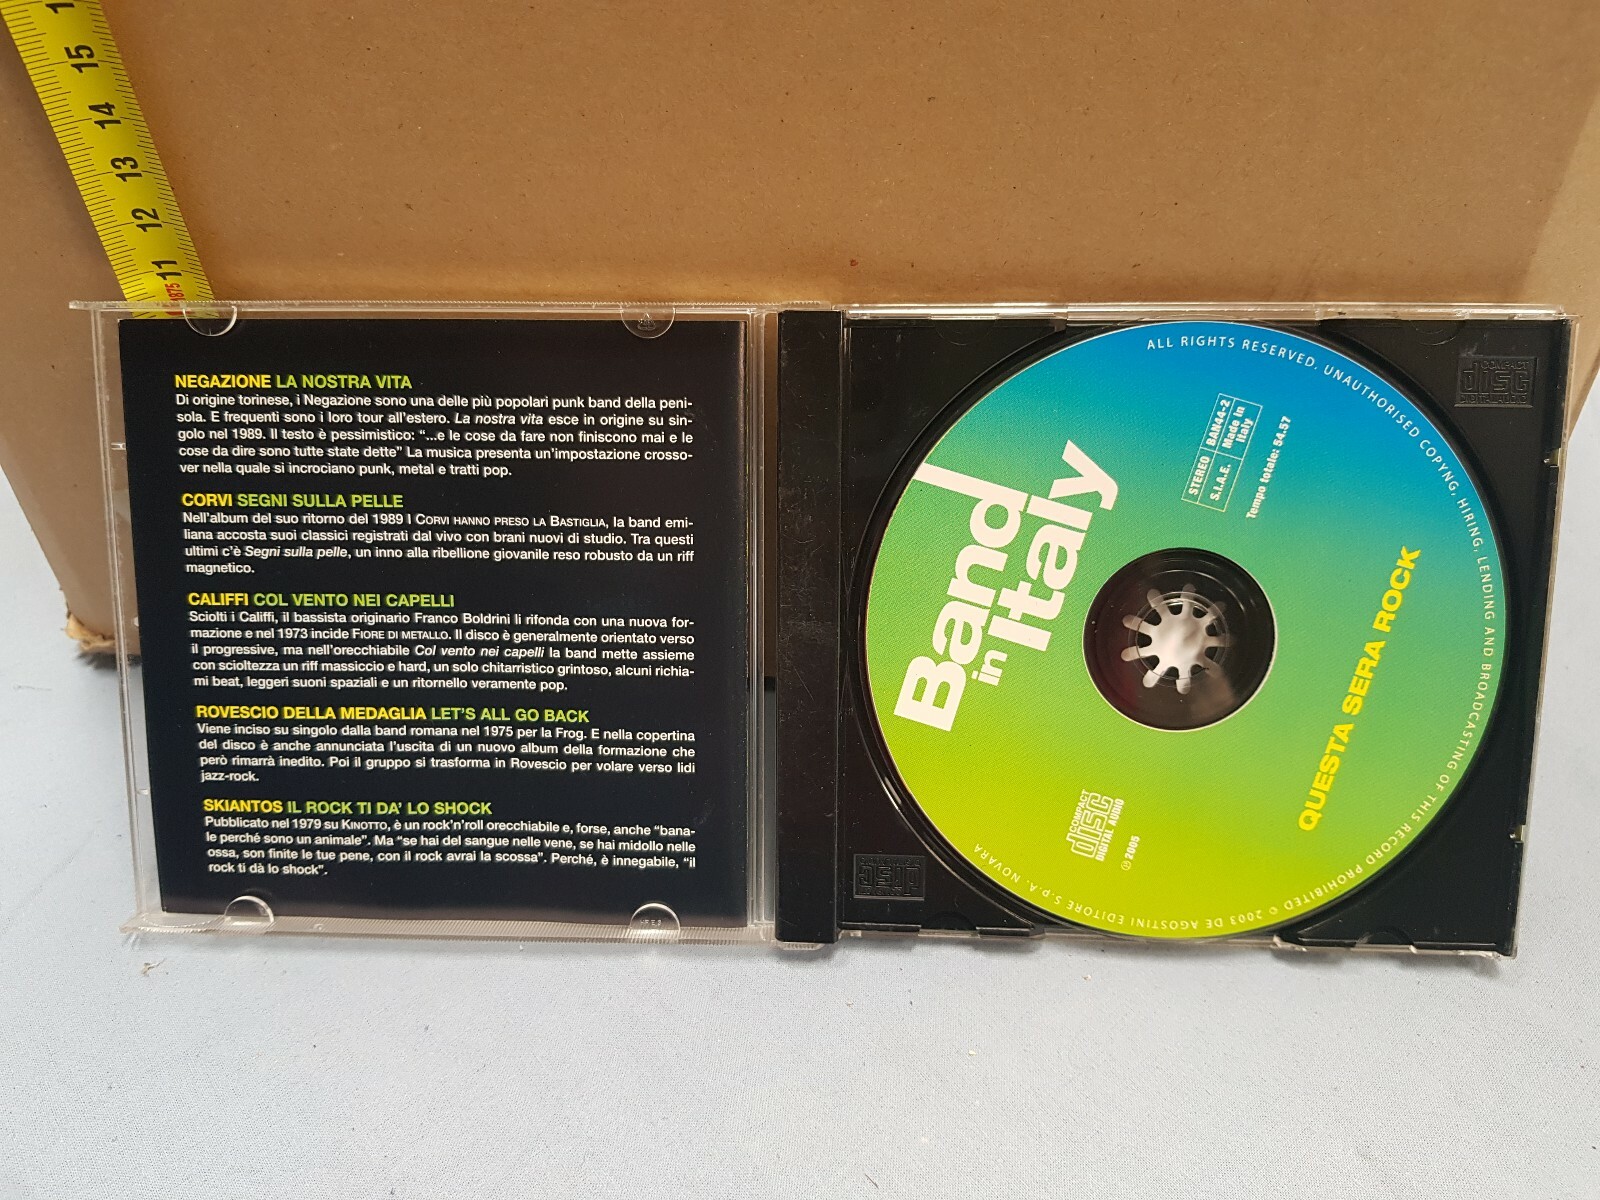 15
14
13
12
11
1875
NEGAZIONE LA NOSTRA VITA
Di origine torinese, i Negazione sono una delle più popolari punk band della peni-
sola. E frequenti sono i loro tour all'estero. La nostra vita esce in origine su sin-
golo nel 1989. Il testo è pessimistico: "...e le cose da fare non finiscono mai e le
cose da dire sono tutte state dette" La musica presenta un'impostazione crosso-
ver nella quale si incrociano punk, metal e tratti pop.
CORVI SEGNI SULLA PELLE
Nell'album del suo ritorno del 1989 I CORVI HANNO PRESO LA BASTIGLIA, la band emi-
liana accosta suoi classici registrati dal vivo con brani nuovi di studio. Tra questi
ultimi c'è Segni sulla pelle, un inno alla ribellione giovanile reso robusto da un riff
magnetico.
CALIFFI COL VENTO NEI CAPELLI
Sciolti i Califfi, il bassista originario Franco Boldrini li rifonda con una nuova for-
mazione e nel 1973 incide FIORE DI METALLO. Il disco è generalmente orientato verso
il progressive, ma nell'orecchiabile Col vento nei capelli la band mette assieme
con scioltezza un riff massiccio e hard, un solo chitarristico grintoso, alcuni richia-
mi beat, leggeri suoni spaziali e un ritornello veramente pop.
ROVESCIO DELLA MEDAGLIA LET'S ALL GO BACK
Viene inciso su singolo dalla band romana nel 1975 per la Frog. E nella copertina
del disco è anche annunciata l'uscita di un nuovo album della formazione che
però rimarrà inedito. Poi il gruppo si trasforma in Rovescio per volare verso lidi
jazz-rock.
SKIANTOS IL ROCK TI DA' LO SHOCK
Pubblicato nel 1979 su KINOTTO, è un rock'n'roll orecchiabile e, forse, anche "bana-
le perché sono un animale". Ma "se hai del sangue nelle vene, se hai midollo nelle
ossa, son finite le tue pene, con il rock avrai la scossa". Perché, è innegabile, "il
rock ti dà lo shock".
Band
in Italy
STEREO BAN44-2
S.I.A.E. Made in Italy
Tempo totale: 54.57
QUESTA SERA ROCK
COMPACT
disc
DIGITAL AUDIO
℗ 2005
ALL RIGHTS RESERVED. UNAUTHORISED COPYNG, HIRING, LENDING AND BROADCASTING OF THIS RECORD PROHIBITED © 2003 DE AGOSTINI EDITORE S.p.A. NOVARA
COMPACT
disc
DIGITAL AUDIO